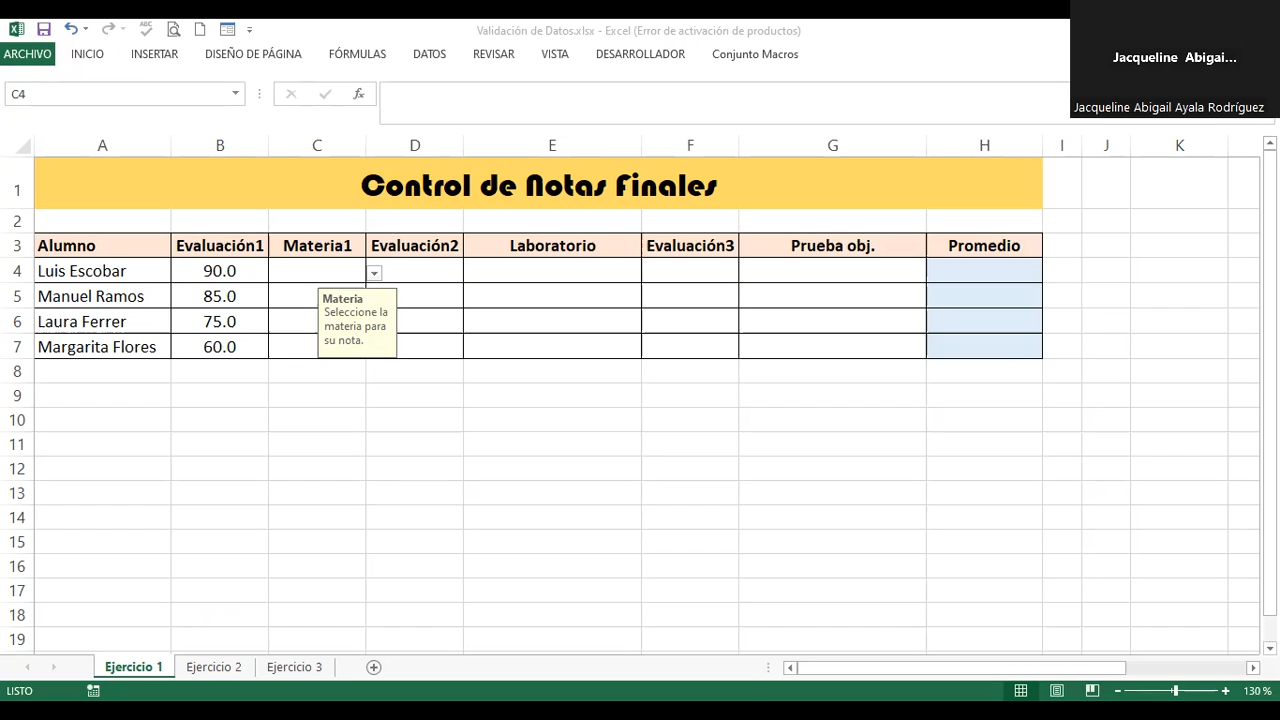 Validación de Datos.xlsx - Excel (Error de activación de productos)
ABC
ARCHIVO INICIO INSERTAR DISEÑO DE PÁGINA FÓRMULAS DATOS REVISAR VISTA DESARROLLADOR Conjunto Macros
Jacqueline Abigai...
Jacqueline Abigail Ayala Rodríguez
C4 fx
A B C D E F G H I J K
1 Control de Notas Finales
2
3 Alumno Evaluación1 Materia1 Evaluación2 Laboratorio Evaluación3 Prueba obj. Promedio
4 Luis Escobar 90.0
5 Manuel Ramos 85.0
6 Laura Ferrer 75.0
7 Margarita Flores 60.0
Materia
Seleccione la
materia para
su nota.
8
9
10
11
12
13
14
15
16
17
18
19
Ejercicio 1 Ejercicio 2 Ejercicio 3
LISTO 130 %